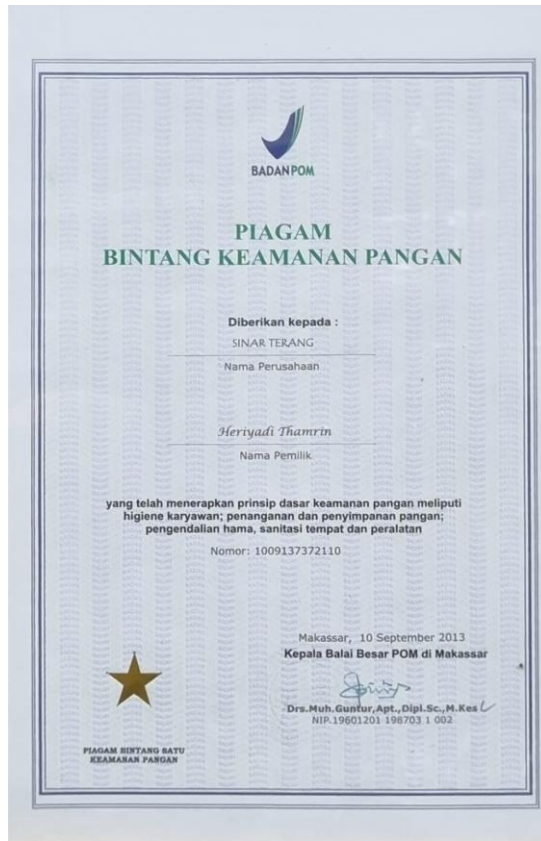 BADAN POM
PIAGAM
BINTANG KEAMANAN PANGAN
Diberikan kepada :
SINAR TERANG
Nama Perusahaan
Heriyadi Thamrin
Nama Pemilik
yang telah menerapkan prinsip dasar keamanan pangan meliputi
higiene karyawan; penanganan dan penyimpanan pangan;
pengendalian hama, sanitasi tempat dan peralatan
Nomor: 1009137372110
Makassar, 10 September 2013
Kepala Balai Besar POM di Makassar
Drs.Muh.Guntur,Apt.,Dipl.Sc.,M.Kes
NIP.19601201 198703 1 002
PIAGAM BINTANG SATU
KEAMANAN PANGAN